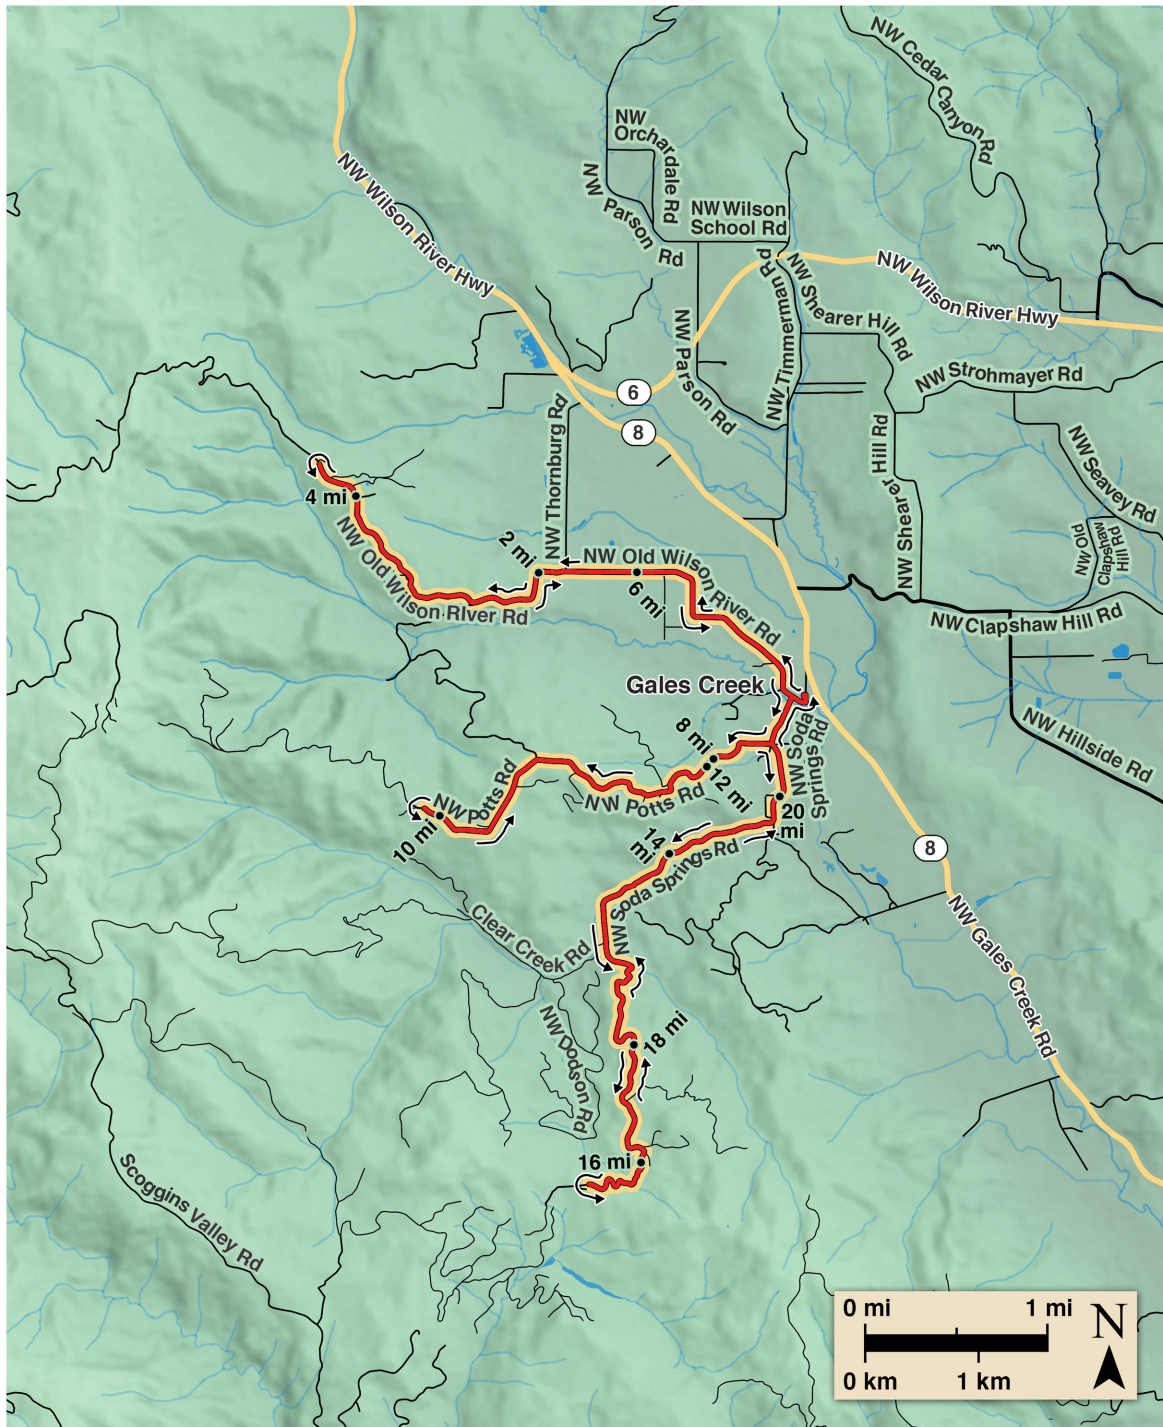 NW Cedar Canyon Rd
NW
Orchardale Rd
NW Parson Rd
NW Wilson
School Rd
NW Wilson River Hwy
NW Timmerman Rd
NW Shearer Hill Rd
NW Wilson River Hwy
NW Parson Rd
NW Strohmayer Rd
6
8
NW Thornburg Rd
NW Shearer Hill Rd
NW Seavey Rd
NW Old
Clapshaw
Hill Rd
4 mi
NW Old Wilson RIver Rd
2 mi
NW Old Wilson River Rd
6 mi
NW Clapshaw Hill Rd
Gales Creek
NW Soda
Springs Rd
NW Hillside Rd
8 mi
12 mi
NW Potts Rd
NW Potts Rd
10 mi
20
mi
14
mi
NW Soda Springs Rd
8
Clear Creek Rd
NW Gales Creek Rd
NW Dodson Rd
18 mi
16 mi
Scoggins Valley Rd
0 mi
1 mi
N
0 km
1 km